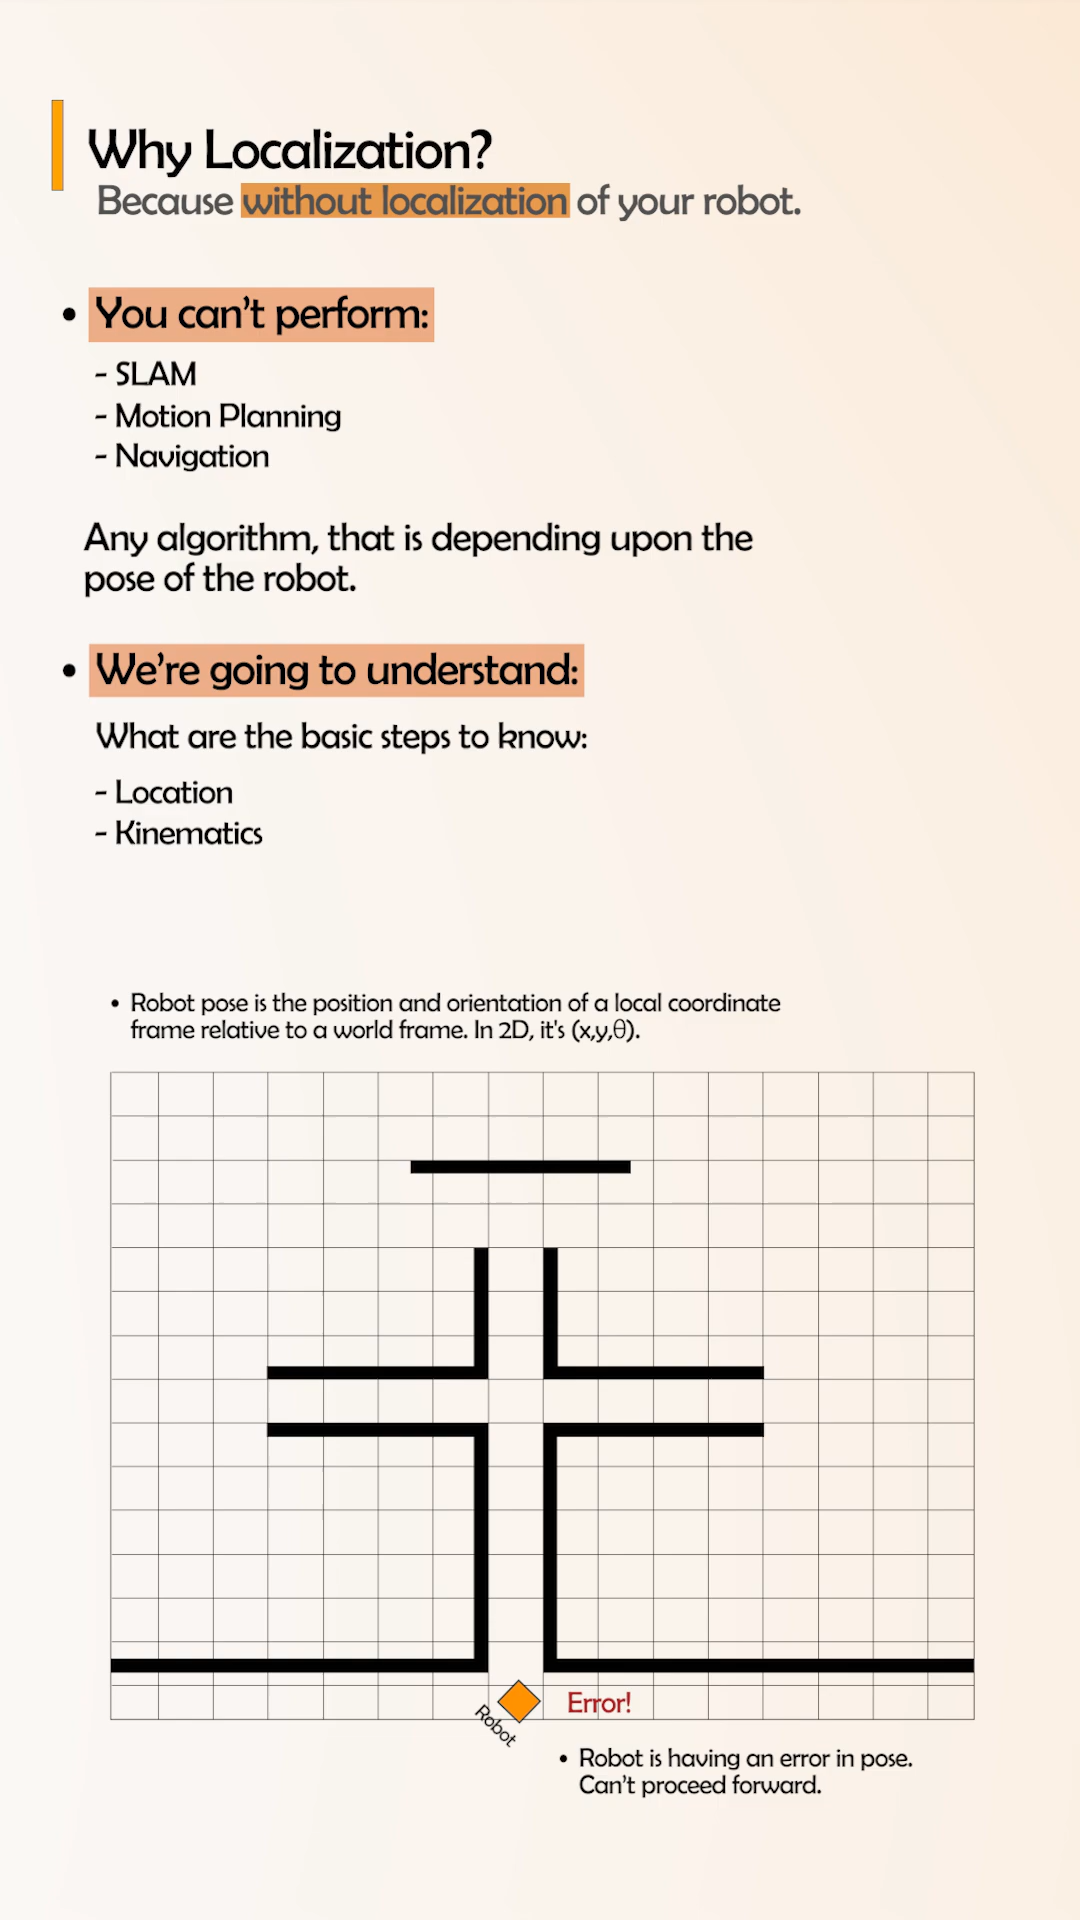 Why Localization?
Because without localization of your robot.
• You can't perform:
- SLAM
- Motion Planning
- Navigation
Any algorithm, that is depending upon the
pose of the robot.
• We're going to understand:
What are the basic steps to know:
- Location
- Kinematics
• Robot pose is the position and orientation of a local coordinate
frame relative to a world frame. In 2D, it's (x,y,θ).
Robot
Error!
• Robot is having an error in pose.
Can't proceed forward.